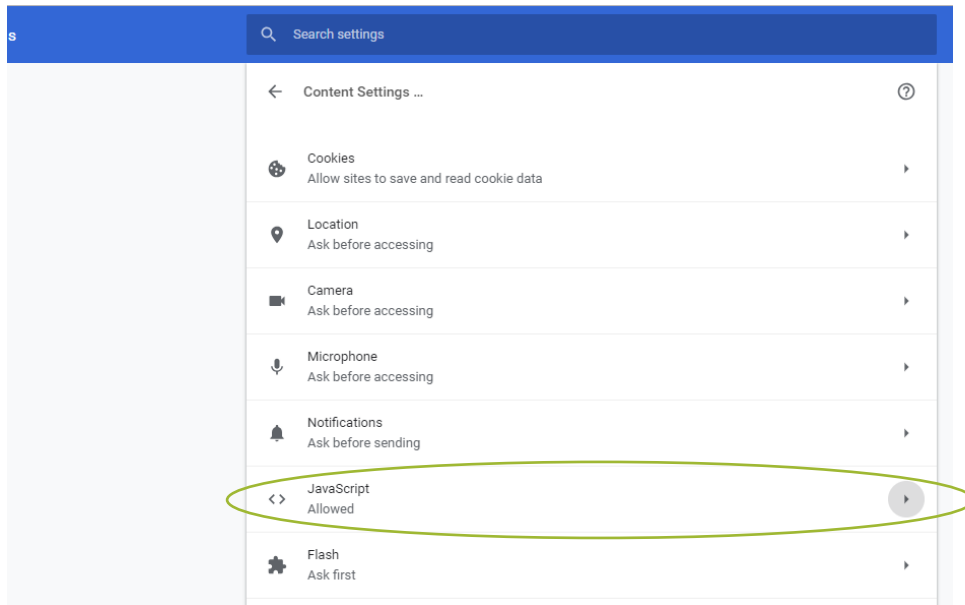 s
Search settings
Content Settings ...
Cookies
Allow sites to save and read cookie data
Location
Ask before accessing
Camera
Ask before accessing
Microphone
Ask before accessing
Notifications
Ask before sending
JavaScript
Allowed
Flash
Ask first